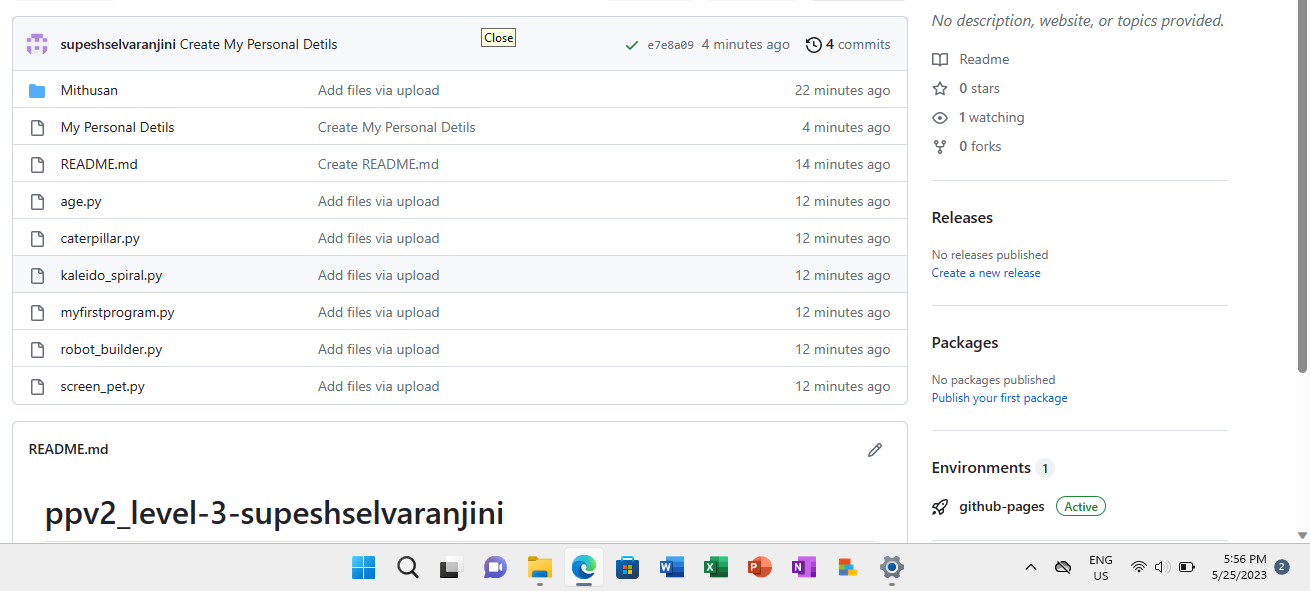 supeshselvaranjini Create My Personal Detils
Close
e7e8a09 4 minutes ago 4 commits
Mithusan Add files via upload 22 minutes ago
My Personal Detils Create My Personal Detils 4 minutes ago
README.md Create README.md 14 minutes ago
age.py Add files via upload 12 minutes ago
caterpillar.py Add files via upload 12 minutes ago
kaleido_spiral.py Add files via upload 12 minutes ago
myfirstprogram.py Add files via upload 12 minutes ago
robot_builder.py Add files via upload 12 minutes ago
screen_pet.py Add files via upload 12 minutes ago
README.md
ppv2_level-3-supeshselvaranjini
No description, website, or topics provided.
Readme
0 stars
1 watching
0 forks
Releases
No releases published
Create a new release
Packages
No packages published
Publish your first package
Environments 1
github-pages Active
W X P N
ENG
US
5:56 PM
5/25/2023
2